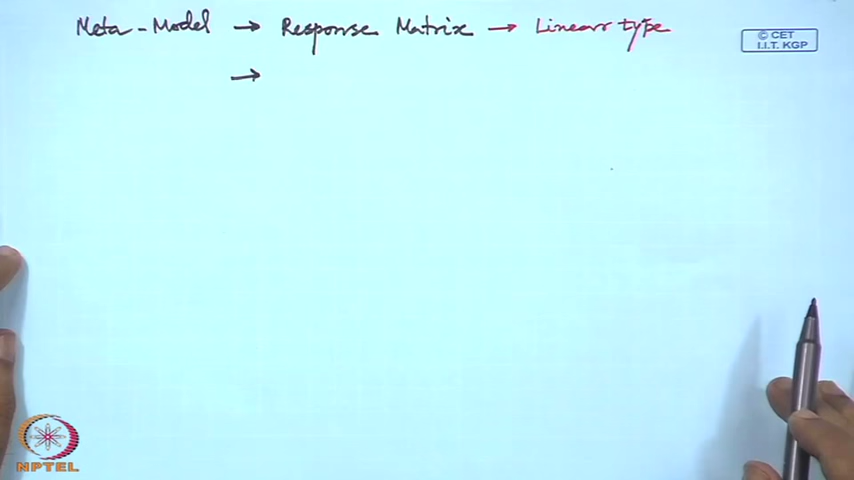 Meta-Model → Response Matrix → Linear type
→
© CET
I.I.T. KGP
NPTEL